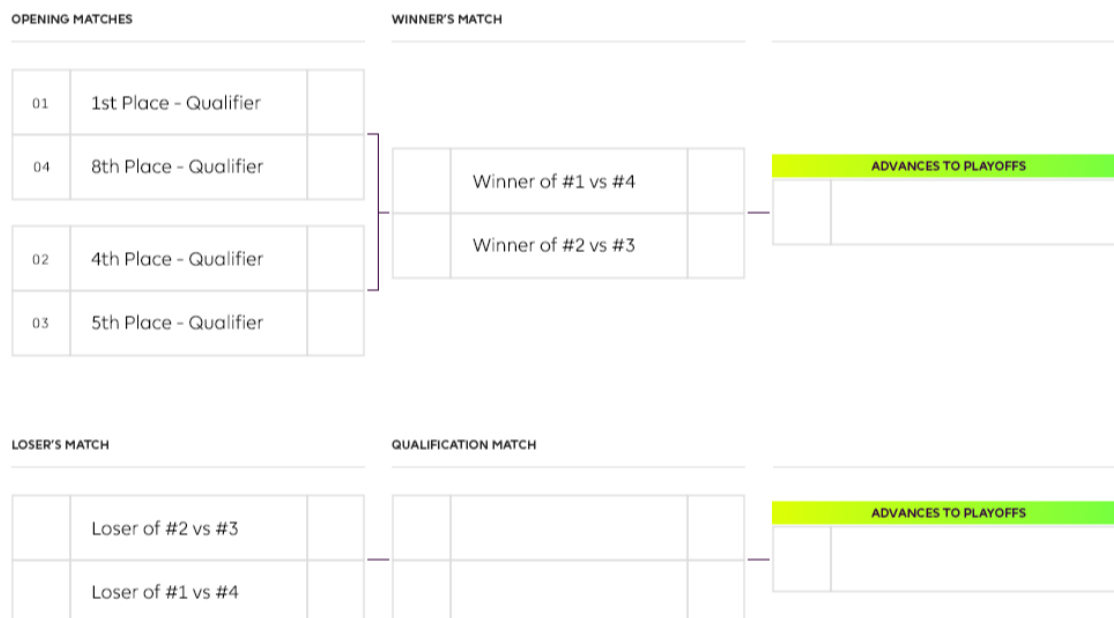 OPENING MATCHES
WINNER'S MATCH
01
1st Place - Qualifier
04
8th Place - Qualifier
02
4th Place - Qualifier
03
5th Place - Qualifier
Winner of #1 vs #4
Winner of #2 vs #3
ADVANCES TO PLAYOFFS
LOSER'S MATCH
QUALIFICATION MATCH
Loser of #2 vs #3
Loser of #1 vs #4
ADVANCES TO PLAYOFFS